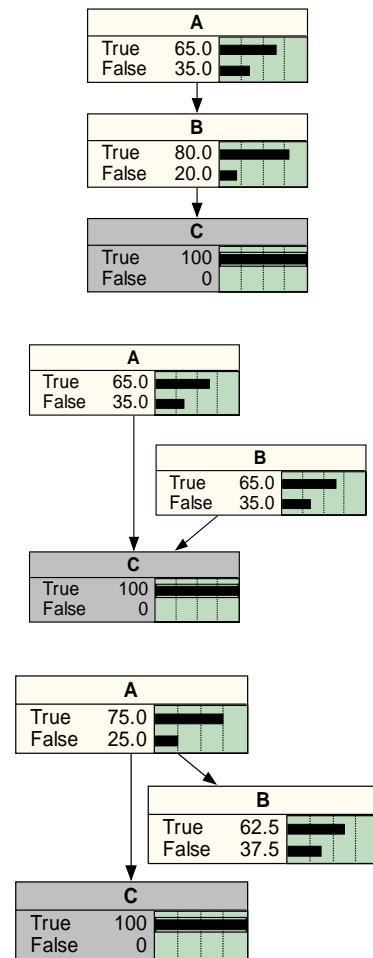 A
True 65.0
False 35.0
B
True 80.0
False 20.0
C
True 100
False 0
A
True 65.0
False 35.0
B
True 65.0
False 35.0
C
True 100
False 0
A
True 75.0
False 25.0
B
True 62.5
False 37.5
C
True 100
False 0